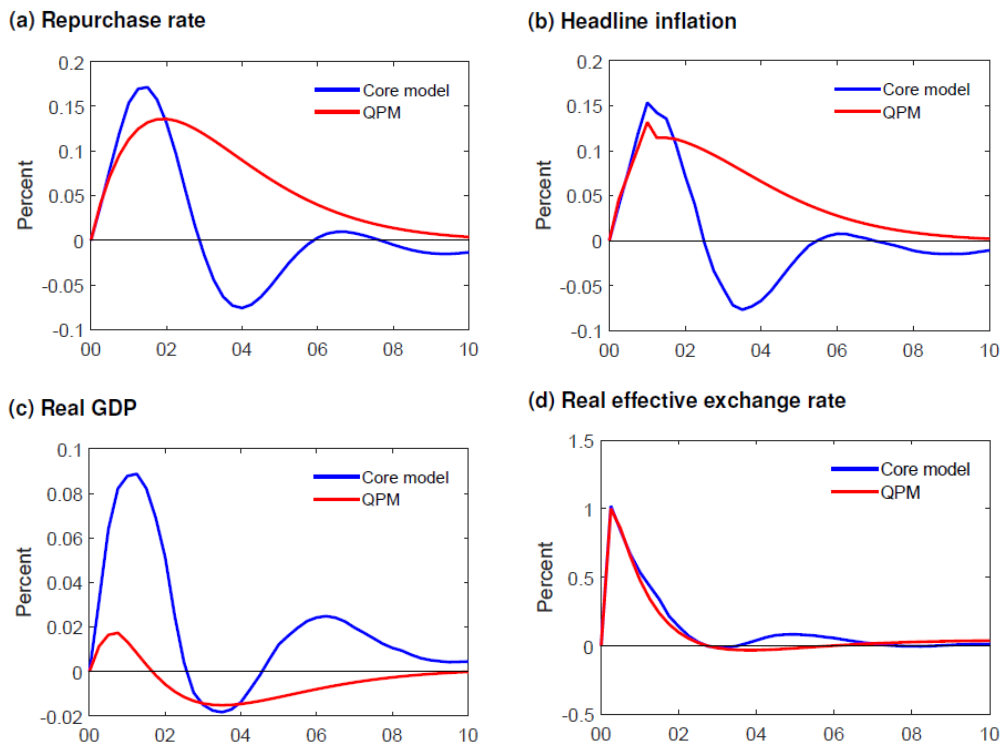 (a) Repurchase rate
0.2
0.15
0.1
0.05
0
-0.05
-0.1
Percent
Core model
QPM
00 02 04 06 08 10
(b) Headline inflation
0.2
0.15
0.1
0.05
0
-0.05
-0.1
Percent
Core model
QPM
00 02 04 06 08 10
(c) Real GDP
0.1
0.08
0.06
0.04
0.02
0
-0.02
Percent
Core model
QPM
00 02 04 06 08 10
(d) Real effective exchange rate
1.5
1
0.5
0
-0.5
Percent
Core model
QPM
00 02 04 06 08 10